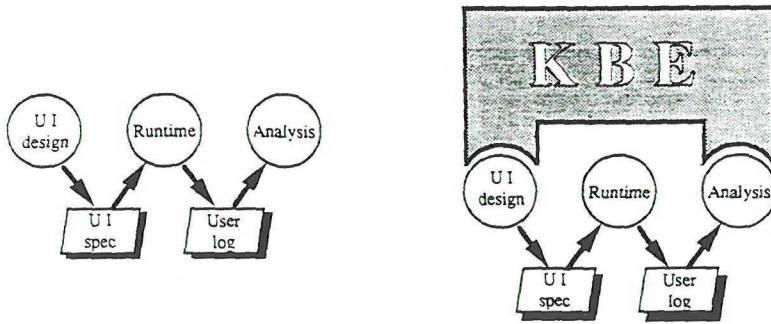 U I
design
Runtime
Analysis
U I
spec
User
log
K B E
U I
design
Runtime
Analysis
U I
spec
User
log